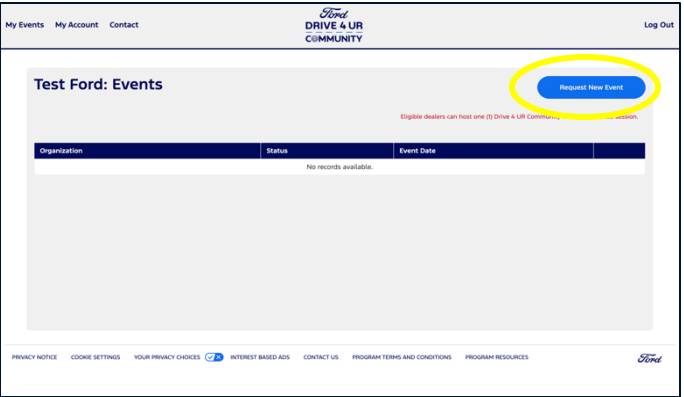 My Events My Account Contact
Ford
DRIVE 4 UR
COMMUNITY
Log Out
Test Ford: Events
Request New Event
Eligible dealers can host one (1) Drive 4 UR Community session.
Organization Status Event Date
No records available.
PRIVACY NOTICE COOKIE SETTINGS YOUR PRIVACY CHOICES INTEREST BASED ADS CONTACT US PROGRAM TERMS AND CONDITIONS PROGRAM RESOURCES
Ford